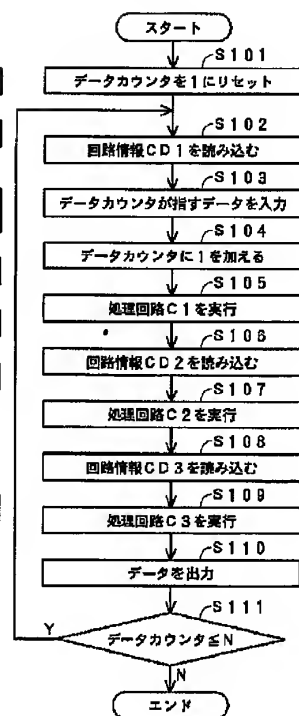 スタート
S101
データカウンタを1にリセット
S102
回路情報CD1を読み込む
S103
データカウンタが指すデータを入力
S104
データカウンタに1を加える
S105
処理回路C1を実行
S106
回路情報CD2を読み込む
S107
処理回路C2を実行
S108
回路情報CD3を読み込む
S109
処理回路C3を実行
S110
データを出力
S111
データカウンタ≦N
Y
N
エンド